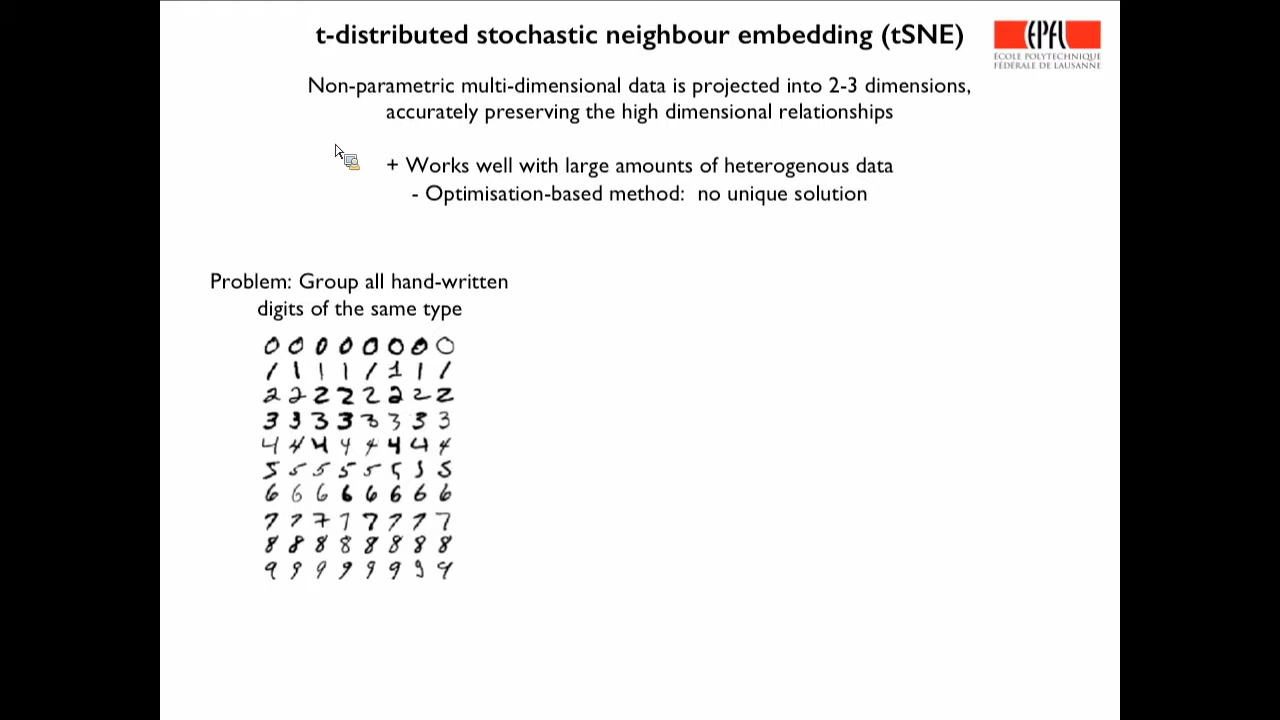 t-distributed stochastic neighbour embedding (tSNE)
EPFL
ÉCOLE POLYTECHNIQUE
FÉDÉRALE DE LAUSANNE
Non-parametric multi-dimensional data is projected into 2-3 dimensions,
accurately preserving the high dimensional relationships
+ Works well with large amounts of heterogenous data
- Optimisation-based method: no unique solution
Problem: Group all hand-written
digits of the same type
0 0 0 0 0 0 0 0
1 1 1 1 1 1 1 1
2 2 2 2 2 2 2 2
3 3 3 3 3 3 3 3
4 4 4 4 4 4 4 4
5 5 5 5 5 5 5 5
6 6 6 6 6 6 6 6
7 7 7 7 7 7 7 7
8 8 8 8 8 8 8 8
9 9 9 9 9 9 9 9